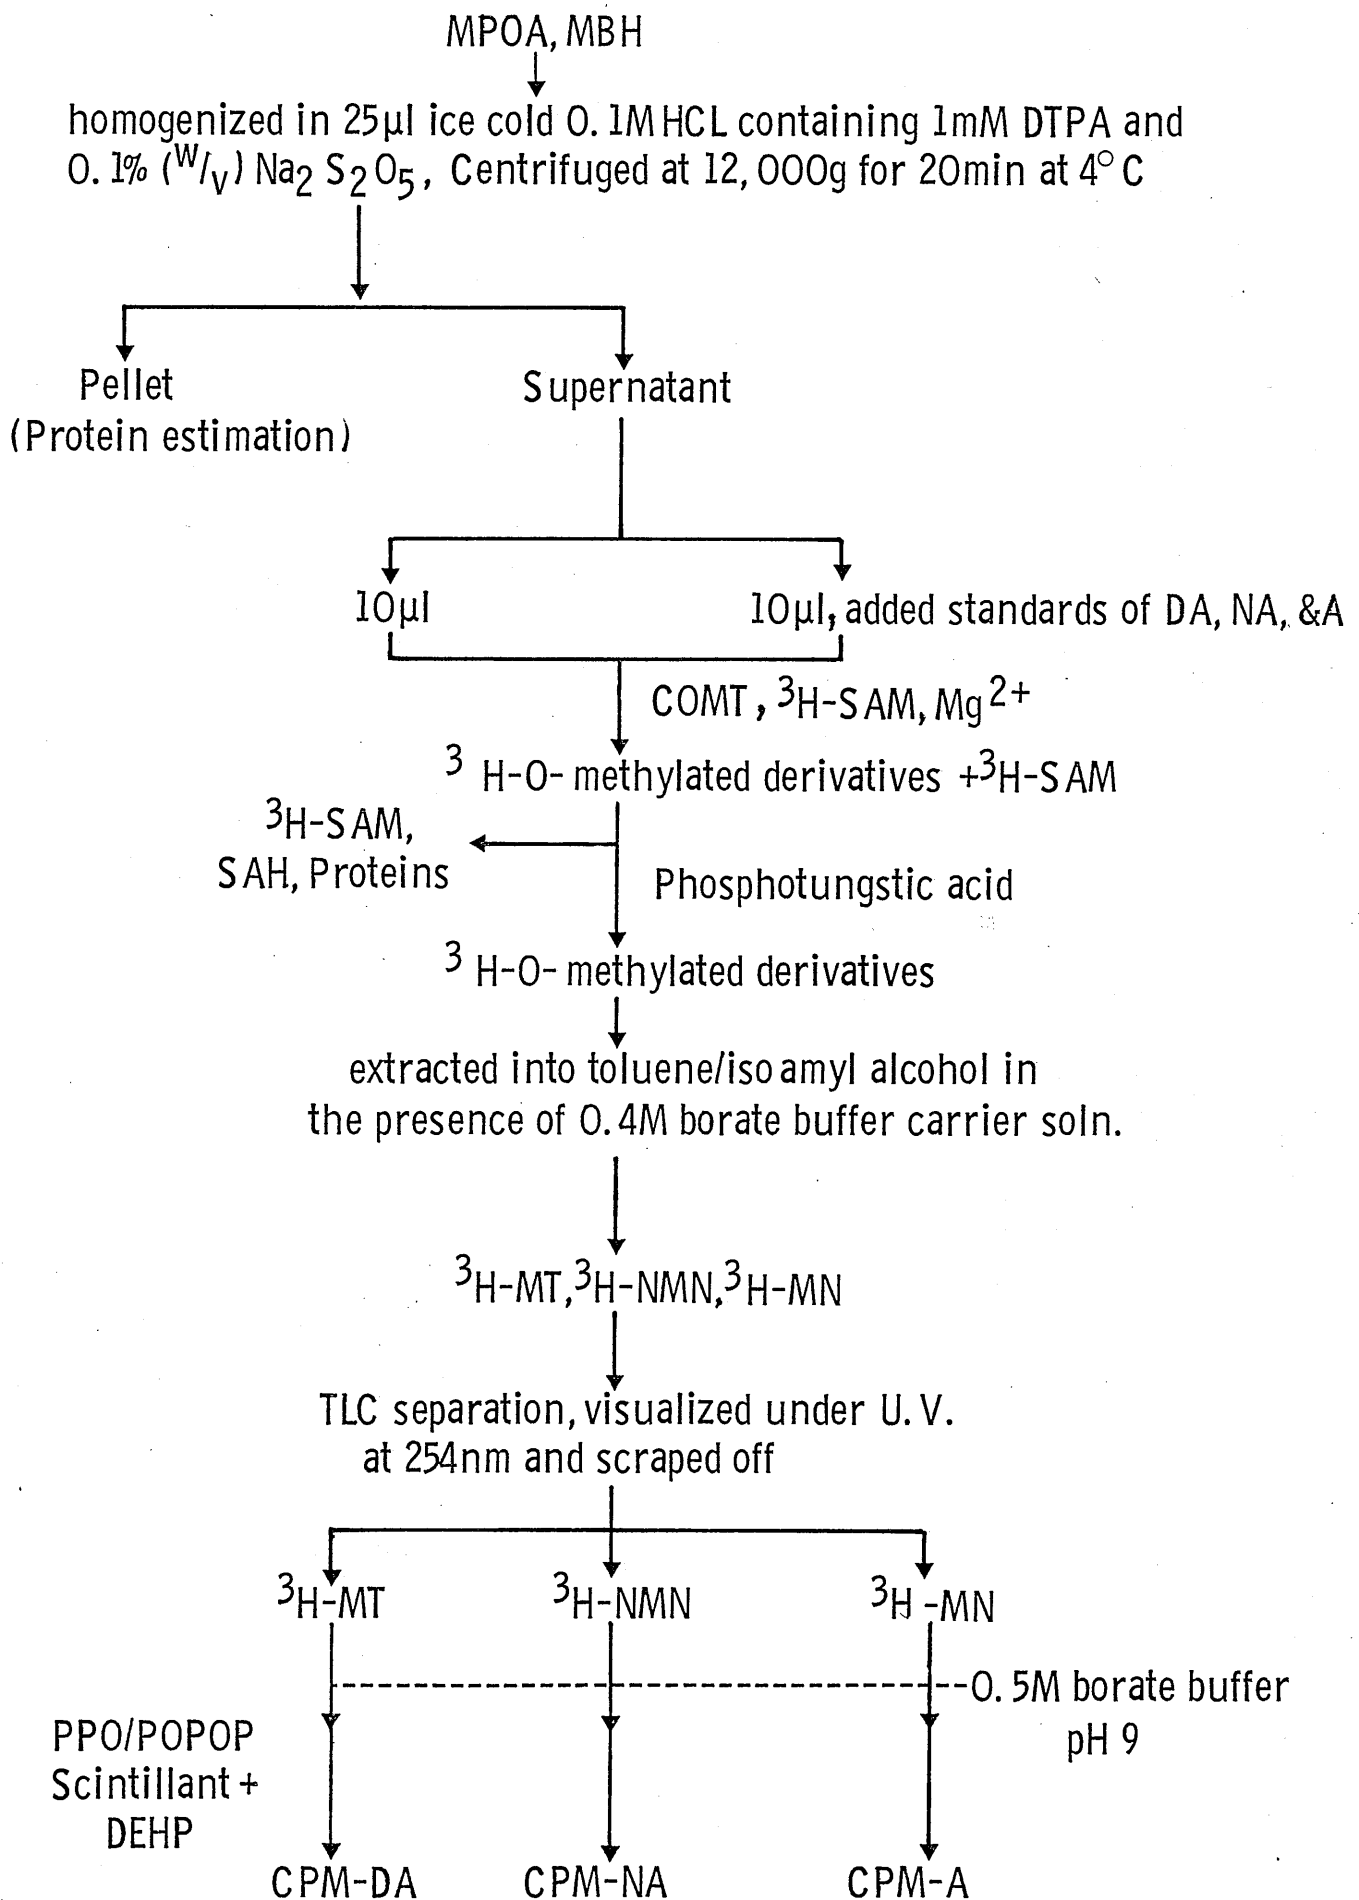 MPOA, MBH
homogenized in 25µl ice cold 0.1M HCL containing 1mM DTPA and
0.1% (W/V) Na2 S2O5, Centrifuged at 12,000g for 20min at 4° C
Pellet
(Protein estimation)
Supernatant
10µl
10µl, added standards of DA, NA, &A
COMT, 3H-SAM, Mg2+
3 H-O- methylated derivatives +3H-SAM
3H-SAM,
SAH, Proteins
Phosphotungstic acid
3 H-O- methylated derivatives
extracted into toluene/iso amyl alcohol in
the presence of 0.4M borate buffer carrier soln.
3H-MT, 3H-NMN, 3H-MN
TLC separation, visualized under U.V.
at 254nm and scraped off
3H-MT
3H-NMN
3H-MN
0.5M borate buffer
pH 9
PPO/POPOP
Scintillant +
DEHP
CPM-DA
CPM-NA
CPM-A